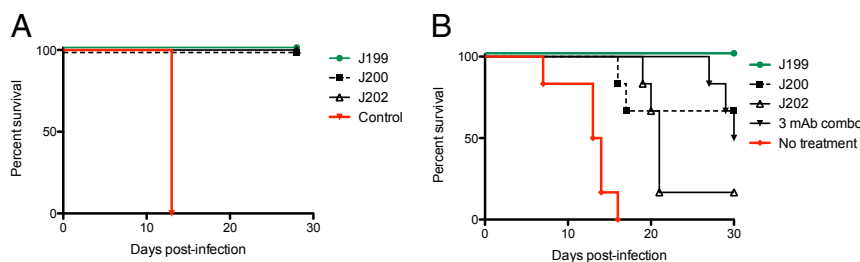 A
Percent survival
100
50
0
0
10
20
30
Days post-infection
J199
J200
J202
Control
B
Percent survival
100
50
0
0
10
20
30
Days post-infection
J199
J200
J202
3 mAb combo
No treatment